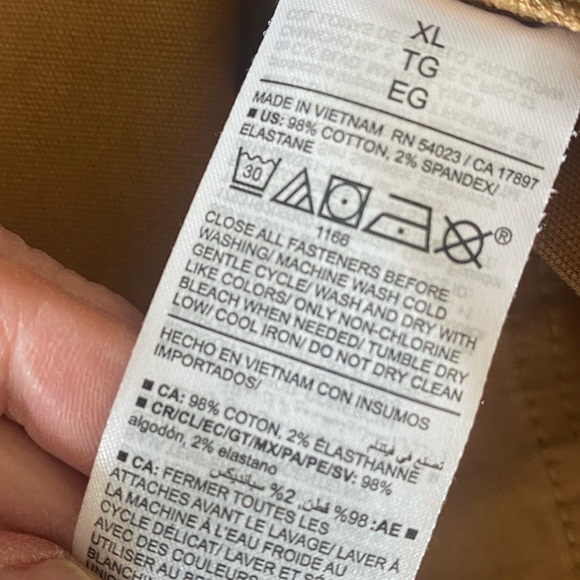 XL
TG
EG
MADE IN VIETNAM RN 54023 / CA 17897
■ US: 98% COTTON, 2% SPANDEX/
ELASTANE
30
®
1166
CLOSE ALL FASTENERS BEFORE
WASHING/ MACHINE WASH COLD
GENTLE CYCLE/ WASH AND DRY WITH
LIKE COLORS/ ONLY NON-CHLORINE
BLEACH WHEN NEEDED/ TUMBLE DRY
LOW/ COOL IRON/ DO NOT DRY CLEAN
HECHO EN VIETNAM CON INSUMOS
IMPORTADOS/
■ CA: 98% COTON, 2% ÉLASTHANNE
■ CR/CL/EC/GT/MX/PA/PE/SV: 98%
algodón, 2% elastano
تصنع في فيتنام
■ AE: 98% قطن, 2% سبانديكس
■ CA: FERMER TOUTES LES
ATTACHES AVANT LE LAVAGE/ LAVER À
LA MACHINE À L'EAU FROIDE AU
CYCLE DÉLICAT/ LAVER ET
AVEC DES COULEURS
UTILISER AU